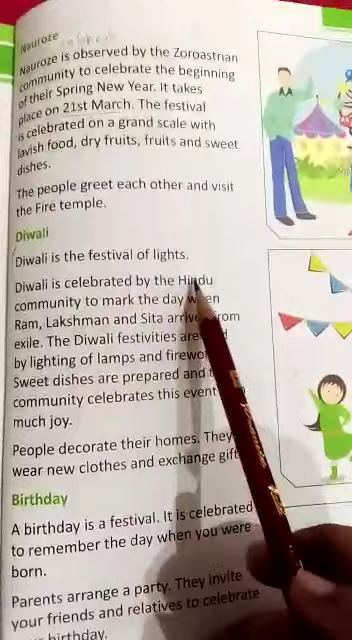 Nauroze
Nauroze is observed by the Zoroastrian
community to celebrate the beginning
of their Spring New Year. It takes
place on 21st March. The festival
is celebrated on a grand scale with
lavish food, dry fruits, fruits and sweet
dishes.
The people greet each other and visit
the Fire temple.
Diwali
Diwali is the festival of lights.
Diwali is celebrated by the Hindu
community to mark the day when
Ram, Lakshman and Sita arrive from
exile. The Diwali festivities are
by lighting of lamps and
Sweet dishes are prepared and
community celebrates this event
much joy.
People decorate their homes. They
wear new clothes and exchange
Birthday
A birthday is a festival. It is celebrated
to remember the day when you were
born.
Parents arrange a party. They invite
your friends and relatives to celebrate
birthday.